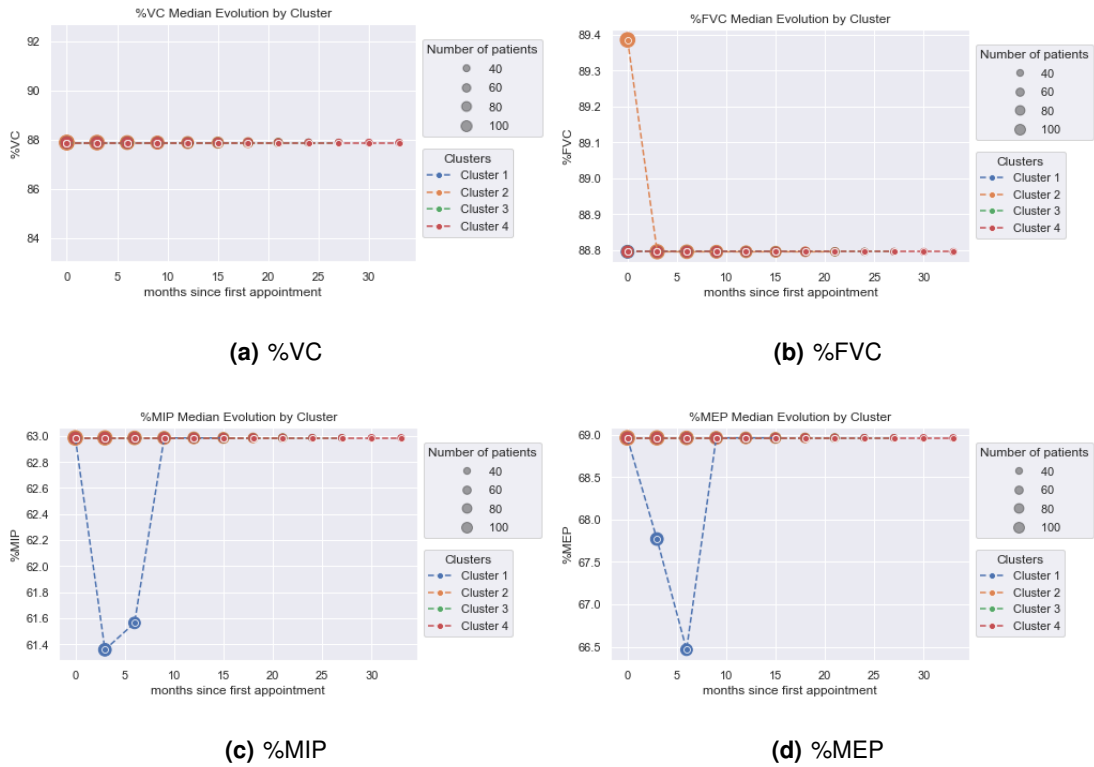 %VC Median Evolution by Cluster
92
90
88
86
84
%VC
0 5 10 15 20 25 30
months since first appointment
Number of patients
40
60
80
100
Clusters
Cluster 1
Cluster 2
Cluster 3
Cluster 4
(a) %VC
%FVC Median Evolution by Cluster
89.4
89.3
89.2
89.1
89.0
88.9
88.8
%FVC
0 5 10 15 20 25 30
months since first appointment
Number of patients
40
60
80
100
Clusters
Cluster 1
Cluster 2
Cluster 3
Cluster 4
(b) %FVC
%MIP Median Evolution by Cluster
63.0
62.8
62.6
62.4
62.2
62.0
61.8
61.6
61.4
%MIP
0 5 10 15 20 25 30
months since first appointment
Number of patients
40
60
80
100
Clusters
Cluster 1
Cluster 2
Cluster 3
Cluster 4
(c) %MIP
%MEP Median Evolution by Cluster
69.0
68.5
68.0
67.5
67.0
66.5
%MEP
0 5 10 15 20 25 30
months since first appointment
Number of patients
40
60
80
100
Clusters
Cluster 1
Cluster 2
Cluster 3
Cluster 4
(d) %MEP